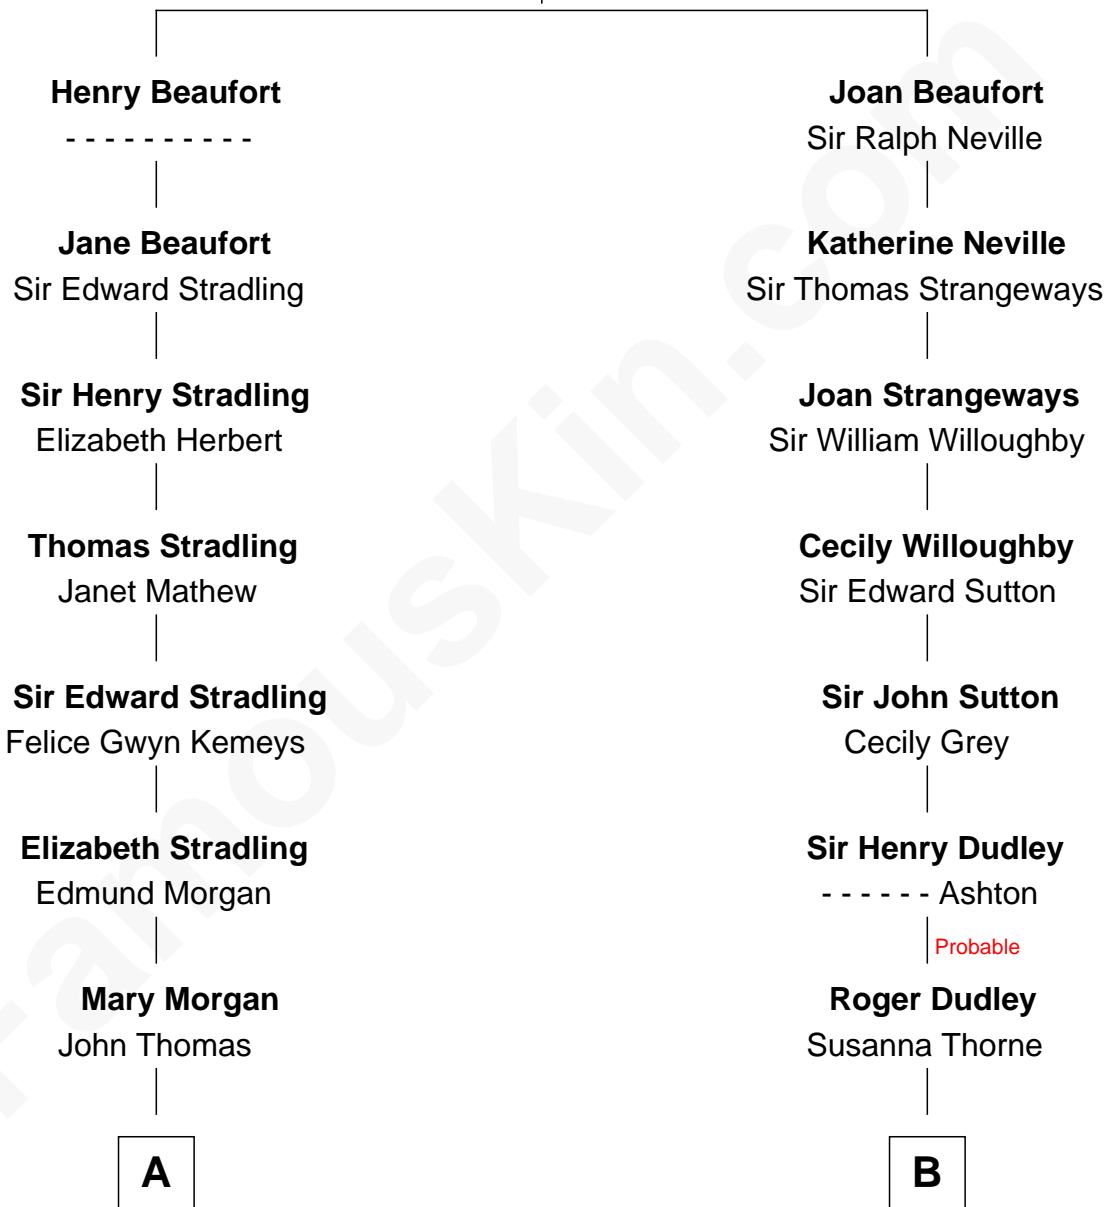 Henry Beaufort
- - - - - - - - - -
Jane Beaufort
Sir Edward Stradling
Sir Henry Stradling
Elizabeth Herbert
Thomas Stradling
Janet Mathew
Sir Edward Stradling
Felice Gwyn Kemeys
Elizabeth Stradling
Edmund Morgan
Mary Morgan
John Thomas
A
Joan Beaufort
Sir Ralph Neville
Katherine Neville
Sir Thomas Strangeways
Joan Strangeways
Sir William Willoughby
Cecily Willoughby
Sir Edward Sutton
Sir John Sutton
Cecily Grey
Sir Henry Dudley
- - - - - - Ashton
Probable
Roger Dudley
Susanna Thorne
B
FamousKin.com